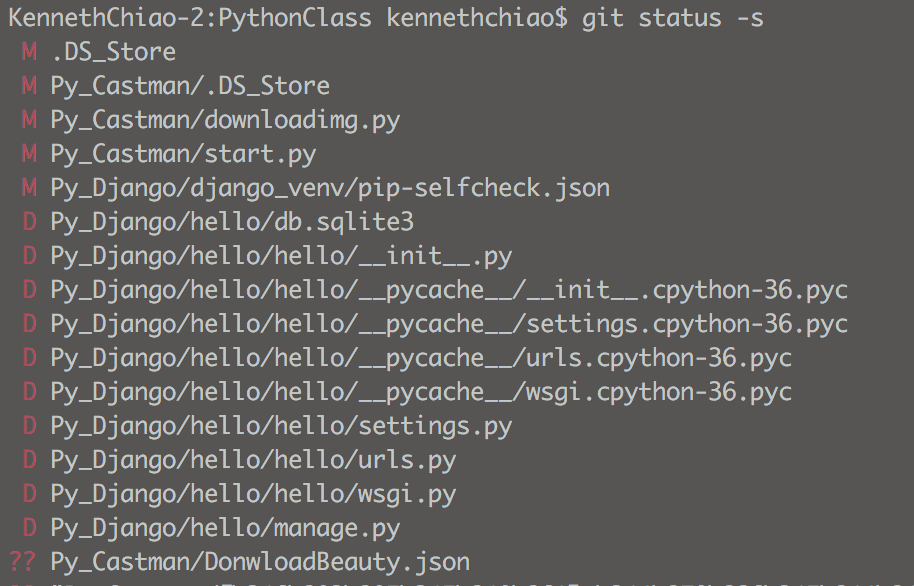 KennethChiao-2:PythonClass kennethchiao$ git status -s
 M .DS_Store
 M Py_Castman/.DS_Store
 M Py_Castman/downloadimg.py
 M Py_Castman/start.py
 M Py_Django/django_venv/pip-selfcheck.json
 D Py_Django/hello/db.sqlite3
 D Py_Django/hello/hello/__init__.py
 D Py_Django/hello/hello/__pycache__/__init__.cpython-36.pyc
 D Py_Django/hello/hello/__pycache__/settings.cpython-36.pyc
 D Py_Django/hello/hello/__pycache__/urls.cpython-36.pyc
 D Py_Django/hello/hello/__pycache__/wsgi.cpython-36.pyc
 D Py_Django/hello/hello/settings.py
 D Py_Django/hello/hello/urls.py
 D Py_Django/hello/hello/wsgi.py
 D Py_Django/hello/manage.py
?? Py_Castman/DonwloadBeauty.json